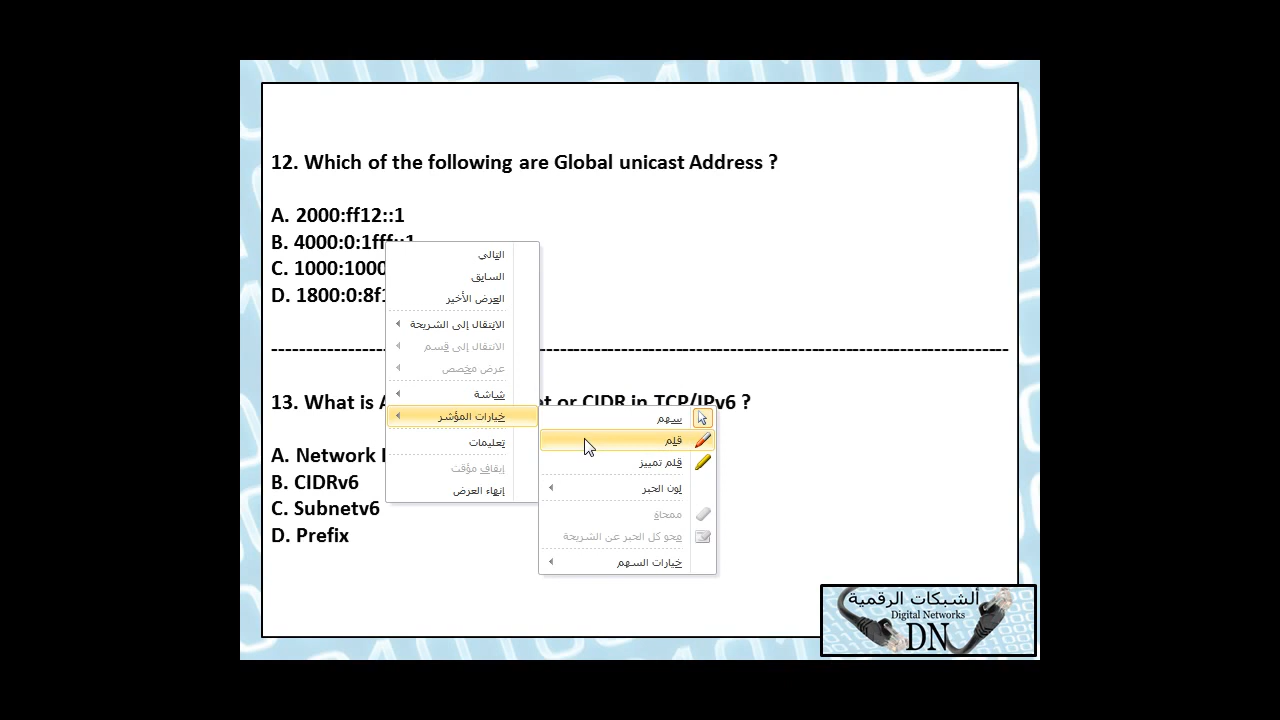 12. Which of the following are Global unicast Address ?
A. 2000:ff12::1
B. 4000:0:1fff::1
C. 1000:1000
D. 1800:0:8f1
التالي
السابق
العرض الأخير
الانتقال إلى الشريحة
الانتقال إلى قسم
عرض مخصص
شاشة
خيارات المؤشر
تعليمات
إيقاف مؤقت
إنهاء العرض
سهم
قلم
قلم تمييز
لون الحبر
ممحاة
محو كل الحبر عن الشريحة
خيارات السهم
13. What is A or CIDR in TCP/IPv6 ?
A. Network
B. CIDRv6
C. Subnetv6
D. Prefix
ألشبكات الرقمية
Digital Networks
DN